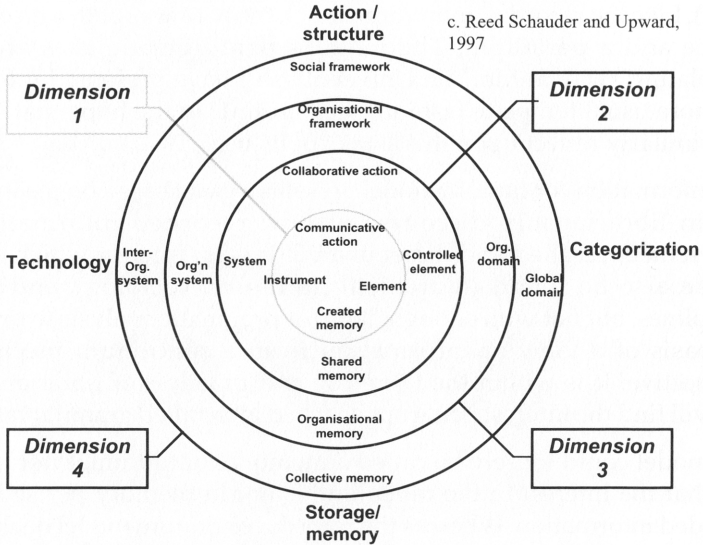 Action /
structure
c. Reed Schauder and Upward,
1997
Social framework
Dimension
1
Dimension
2
Organisational
framework
Collaborative action
Communicative
action
Technology
Inter-
Org.
system
Org'n
system
System
Instrument
Element
Controlled
element
Org.
domain
Global
domain
Categorization
Created
memory
Shared
memory
Organisational
memory
Dimension
4
Dimension
3
Collective memory
Storage/
memory